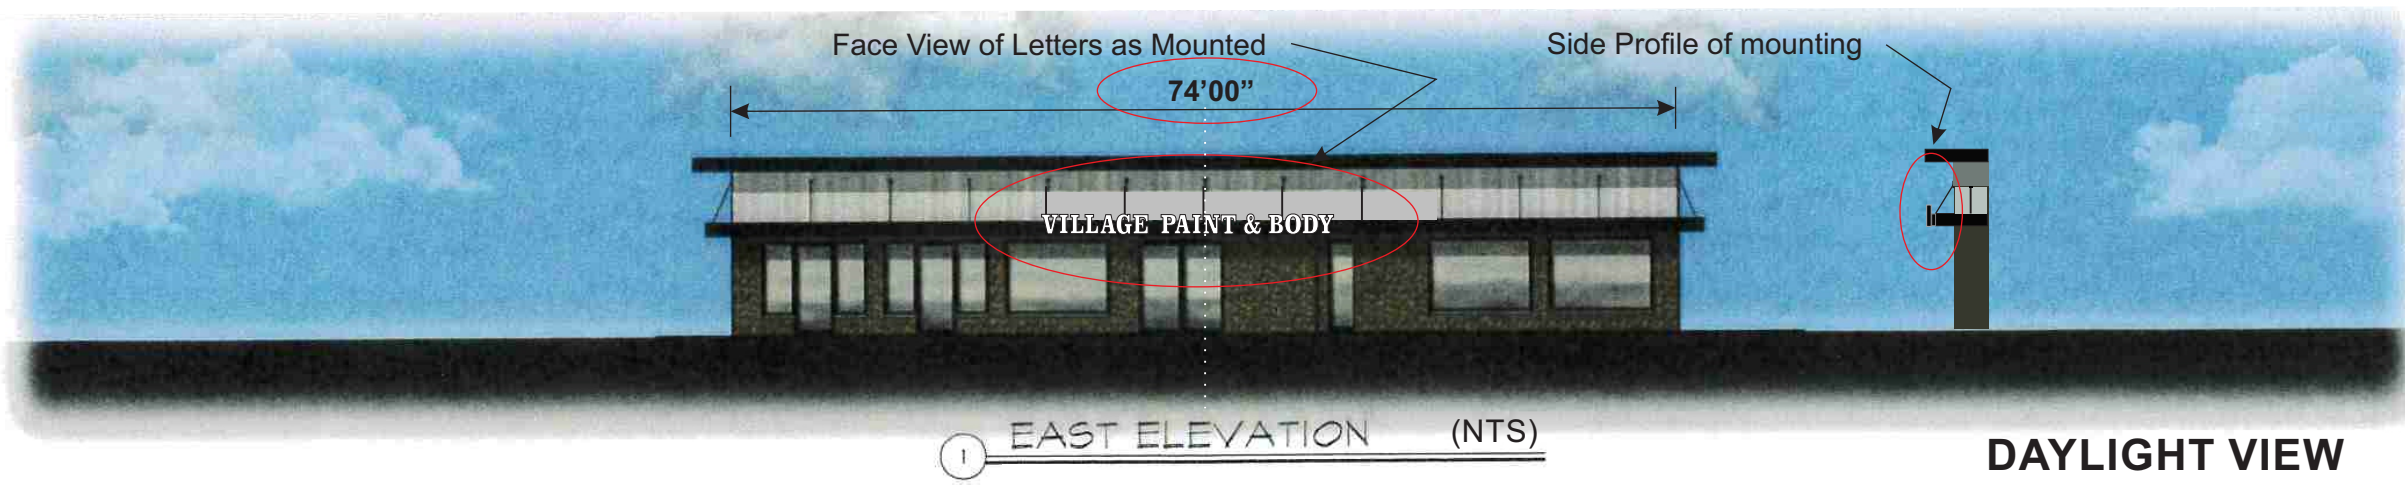 Face View of Letters as Mounted
Side Profile of mounting
74’00”
VILLAGE PAINT & BODY
1 EAST ELEVATION (NTS)
DAYLIGHT VIEW